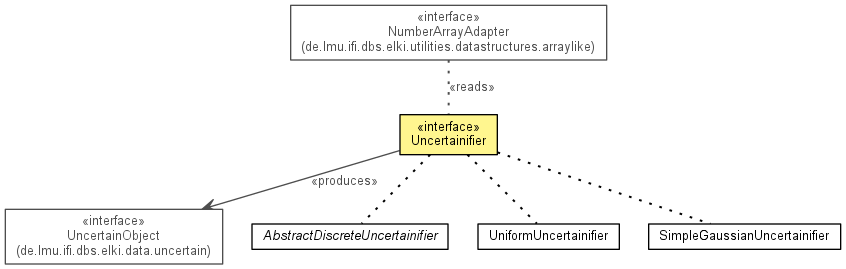 «interface»
NumberArrayAdapter
(de.lmu.ifi.dbs.elki.utilities.datastructures.arraylike)
«reads»
«interface»
Uncertainifier
«produces»
«interface»
UncertainObject
(de.lmu.ifi.dbs.elki.data.uncertain)
AbstractDiscreteUncertainifier
UniformUncertainifier
SimpleGaussianUncertainifier